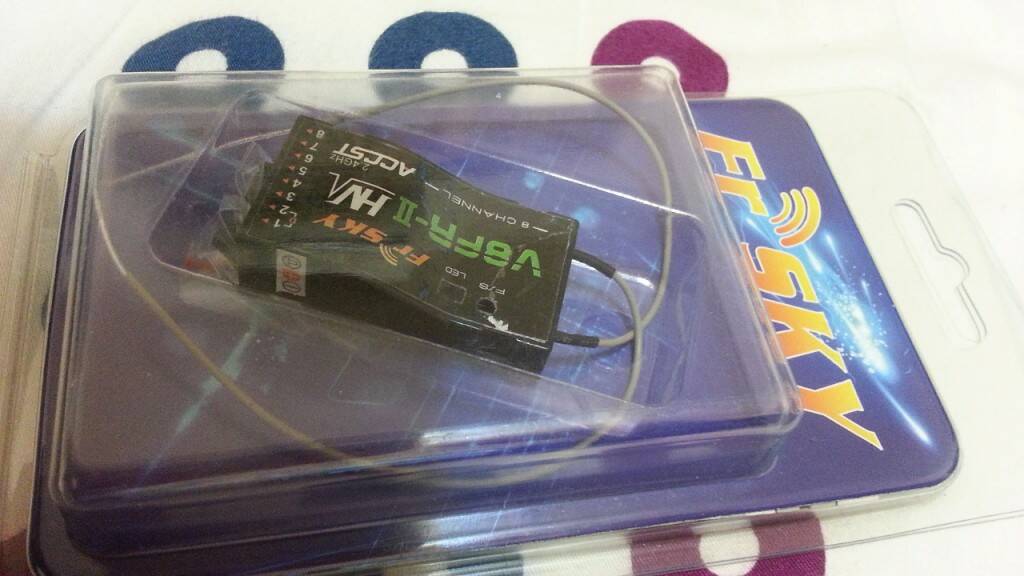 FrSKY
V8FR-II HV
FrSKY
— 8 CHANNEL —
ACCST
2.4GHz
F/S
LED
1
2
3
4
5
6
7
8